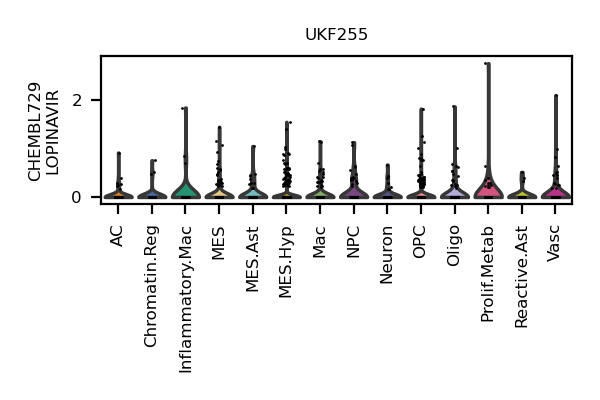 UKF255
CHEMBL729
LOPINAVIR
2
0
AC
Chromatin.Reg
Inflammatory.Mac
MES
MES.Ast
MES.Hyp
Mac
NPC
Neuron
OPC
Oligo
Prolif.Metab
Reactive.Ast
Vasc